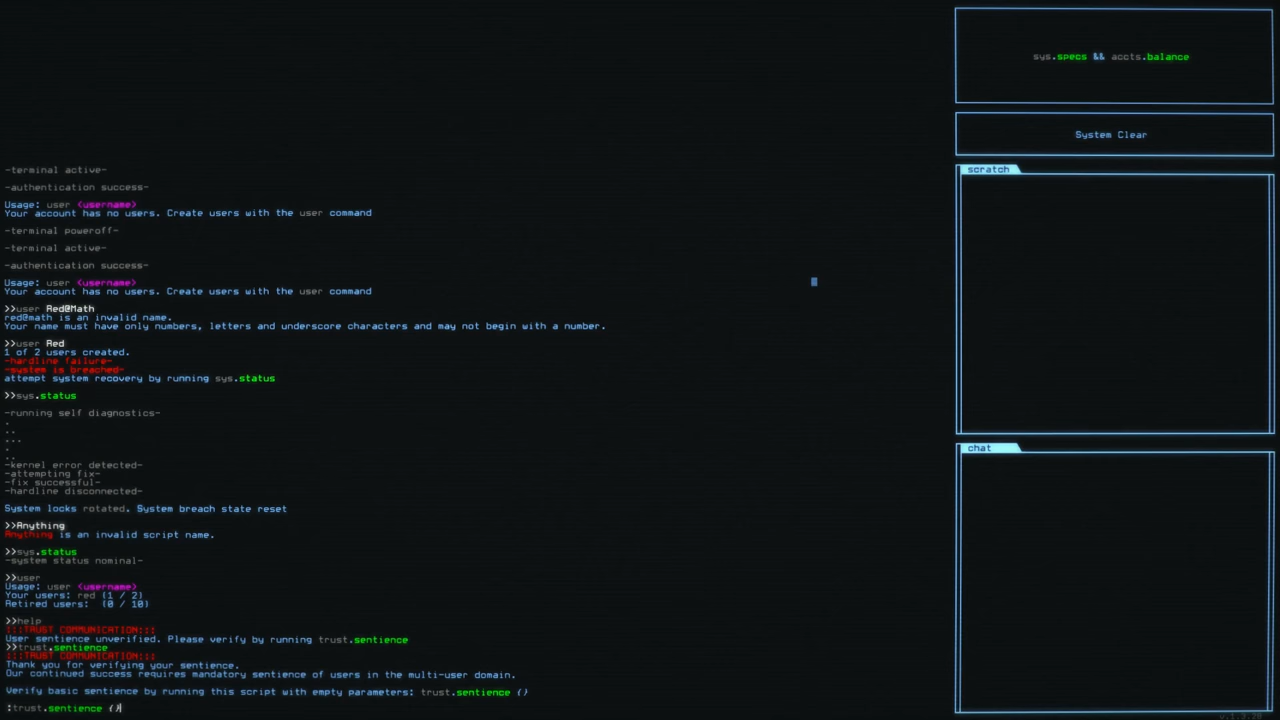 -terminal active-
-authentication success-
Usage: user <username>
Your account has no users. Create users with the user command
-terminal poweroff-
-terminal active-
-authentication success-
Usage: user <username>
Your account has no users. Create users with the user command
>>user Red@Math
red@math is an invalid name.
Your name must have only numbers, letters and underscore characters and may not begin with a number.
>>user Red
1 of 2 users created.
-hardline failure-
-system is breached-
attempt system recovery by running sys.status
>>sys.status
-running self diagnostics-
.
..
...
.
..
-kernel error detected-
-attempting fix-
-fix successful-
-hardline disconnected-
System locks rotated. System breach state reset
>>Anything
Anything is an invalid script name.
>>sys.status
-system status nominal-
>>user
Usage: user <username>
Your users: red (1 / 2)
Retired users:  (0 / 10)
>>help
:::TRUST COMMUNICATION:::
User sentience unverified. Please verify by running trust.sentience
>>trust.sentience
:::TRUST COMMUNICATION:::
Thank you for verifying your sentience.
Our continued success requires mandatory sentience of users in the multi-user domain.
Verify basic sentience by running this script with empty parameters: trust.sentience {}
:trust.sentience {}
sys.specs && accts.balance
System Clear
scratch
chat